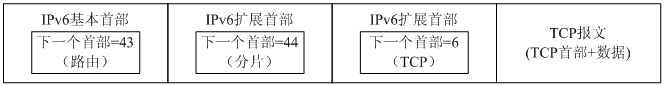 IPv6基本首部
下一个首部=43
（路由）
IPv6扩展首部
下一个首部=44
（分片）
IPv6扩展首部
下一个首部=6
（TCP）
TCP报文
(TCP首部+数据)